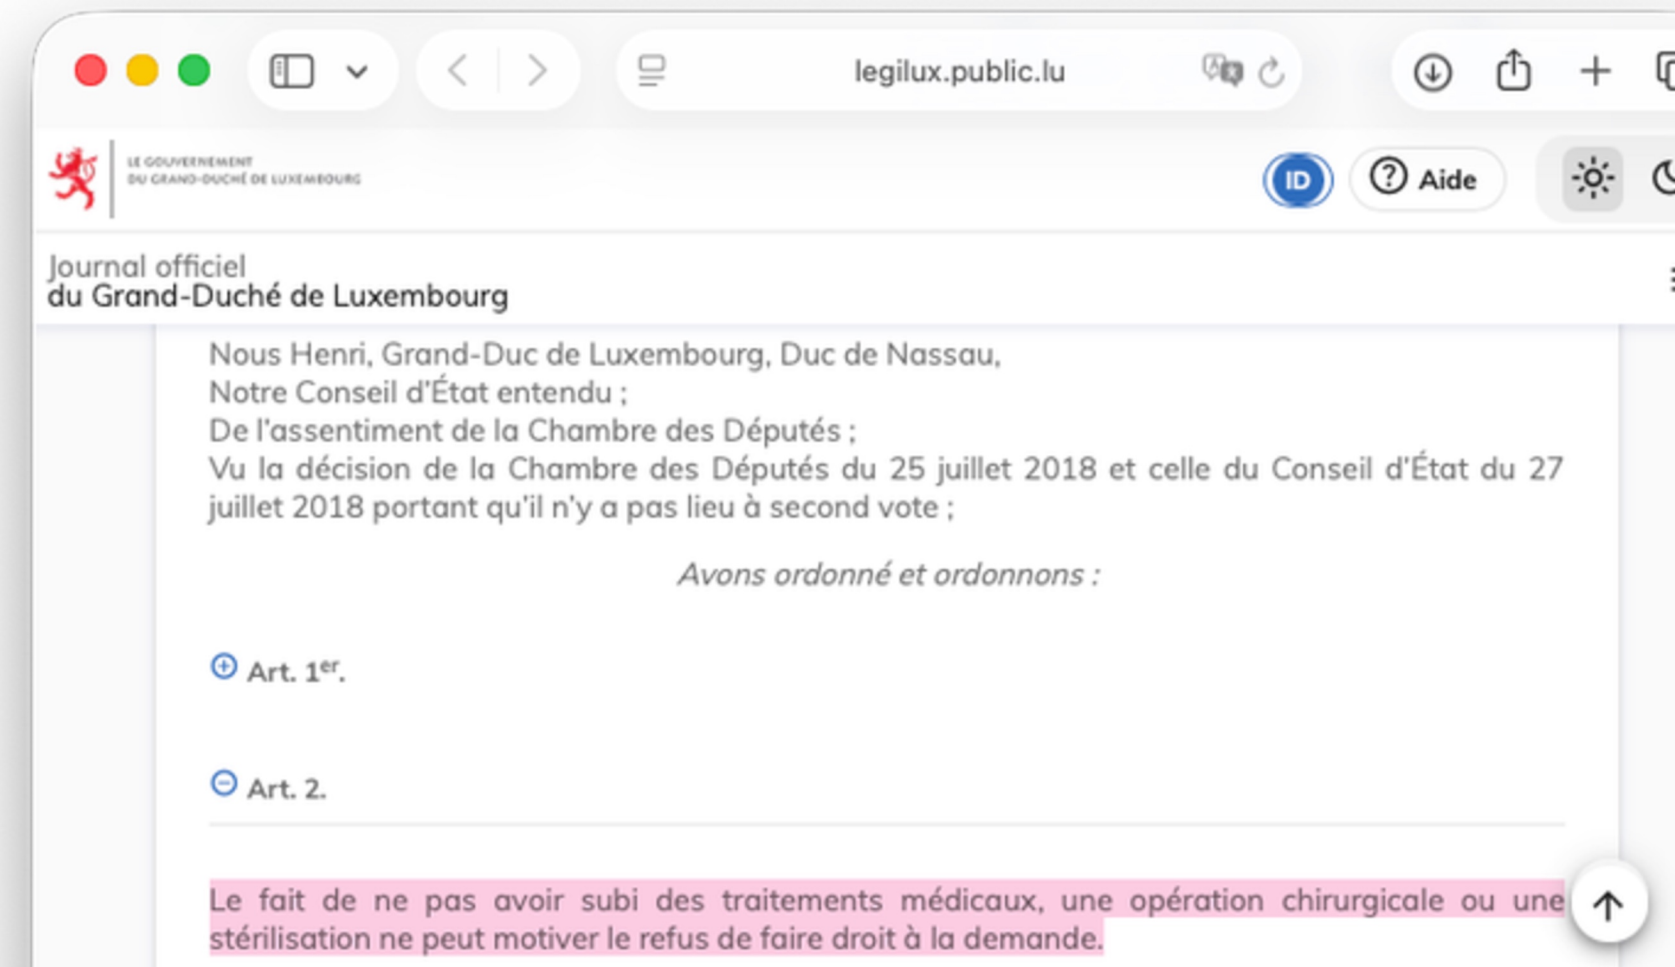 legilux.public.lu
LE GOUVERNEMENT
DU GRAND-DUCHÉ DE LUXEMBOURG
ID
Aide
Journal officiel
du Grand-Duché de Luxembourg
Nous Henri, Grand-Duc de Luxembourg, Duc de Nassau,
Notre Conseil d'État entendu ;
De l'assentiment de la Chambre des Députés ;
Vu la décision de la Chambre des Députés du 25 juillet 2018 et celle du Conseil d'État du 27
juillet 2018 portant qu'il n'y a pas lieu à second vote ;
Avons ordonné et ordonnons :
Art. 1er.
Art. 2.
Le fait de ne pas avoir subi des traitements médicaux, une opération chirurgicale ou une
stérilisation ne peut motiver le refus de faire droit à la demande.